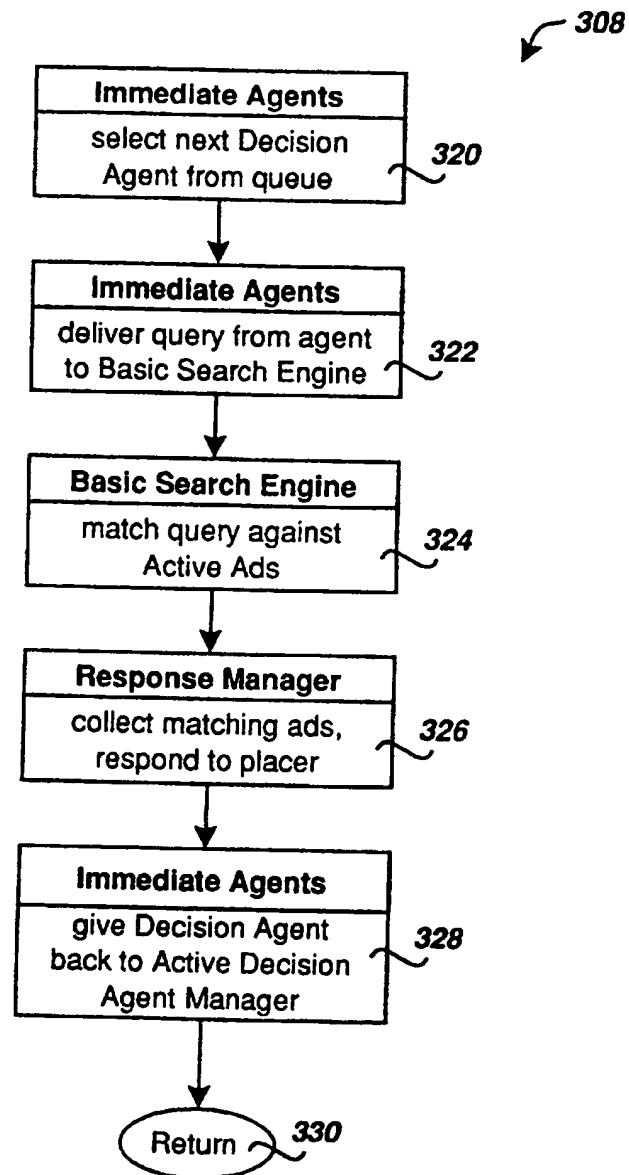 308
Immediate Agents
select next Decision
Agent from queue
320
Immediate Agents
deliver query from agent
to Basic Search Engine
322
Basic Search Engine
match query against
Active Ads
324
Response Manager
collect matching ads,
respond to placer
326
Immediate Agents
give Decision Agent
back to Active Decision
Agent Manager
328
Return
330